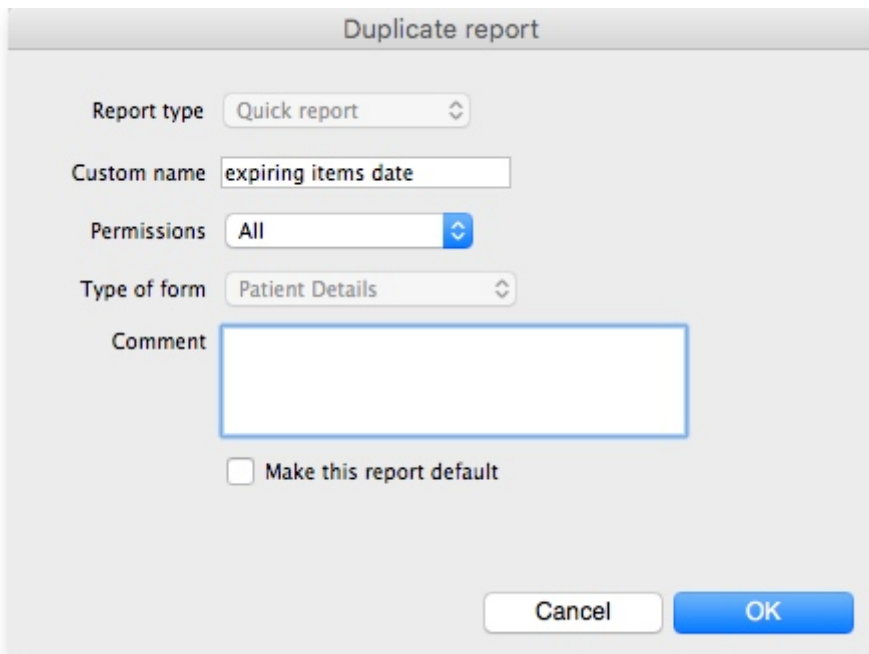 Duplicate report
Report type Quick report
Custom name expiring items date
Permissions All
Type of form Patient Details
Comment
Make this report default
Cancel OK